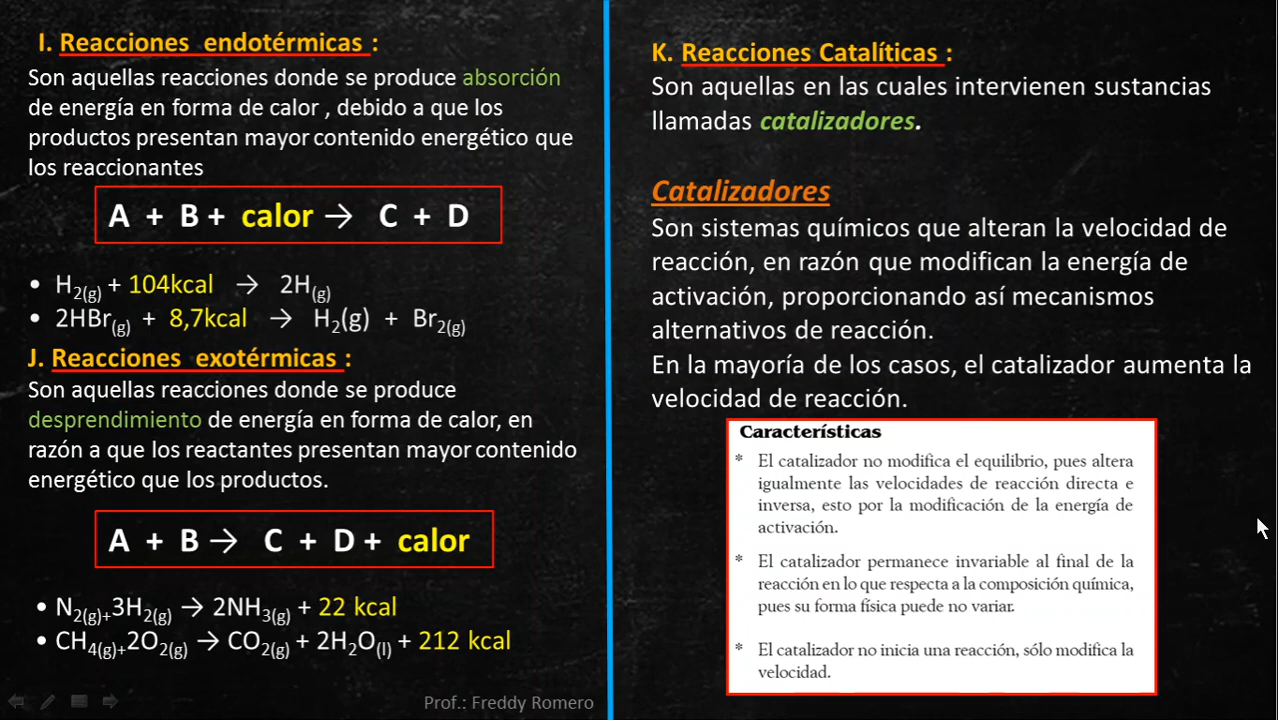 I. Reacciones endotérmicas :
Son aquellas reacciones donde se produce absorción
de energía en forma de calor , debido a que los
productos presentan mayor contenido energético que
los reaccionantes
A + B + calor → C + D
• H₂(g) + 104kcal → 2H(g)
• 2HBr(g) + 8,7kcal → H₂(g) + Br₂(g)
J. Reacciones exotérmicas :
Son aquellas reacciones donde se produce
desprendimiento de energía en forma de calor, en
razón a que los reactantes presentan mayor contenido
energético que los productos.
A + B → C + D + calor
• N₂(g)+3H₂(g) → 2NH₃(g) + 22 kcal
• CH₄(g)+2O₂(g) → CO₂(g) + 2H₂O(l) + 212 kcal
Prof.: Freddy Romero
K. Reacciones Catalíticas :
Son aquellas en las cuales intervienen sustancias
llamadas catalizadores.
Catalizadores
Son sistemas químicos que alteran la velocidad de
reacción, en razón que modifican la energía de
activación, proporcionando así mecanismos
alternativos de reacción.
En la mayoría de los casos, el catalizador aumenta la
velocidad de reacción.
Características
* El catalizador no modifica el equilibrio, pues altera
igualmente las velocidades de reacción directa e
inversa, esto por la modificación de la energía de
activación.
* El catalizador permanece invariable al final de la
reacción en lo que respecta a la composición química,
pues su forma física puede no variar.
* El catalizador no inicia una reacción, sólo modifica la
velocidad.